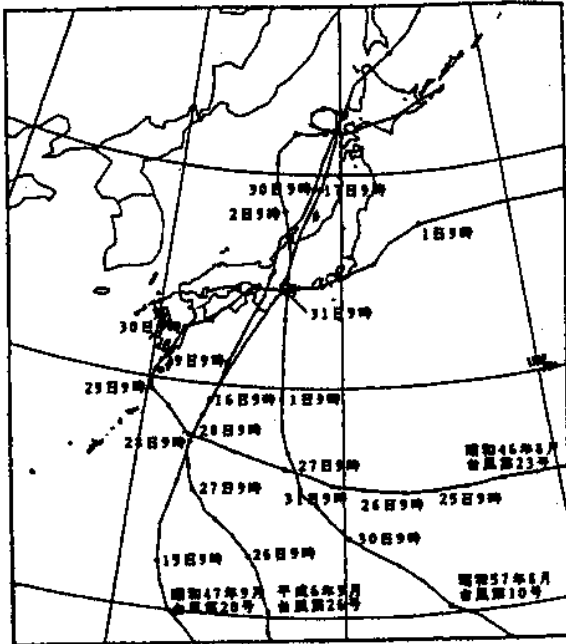 30日9時
17日9時
2日9時
1日9時
31日9時
30日9時
29日9時
29日9時
16日9時
1日9時
28日9時
28日9時
昭和46年8月
台風第23号
27日9時
27日9時
31日9時
26日9時
25日9時
30日9時
15日9時
26日9時
昭和47年9月
台風第20号
平成6年9月
台風第26号
昭和57年8月
台風第10号